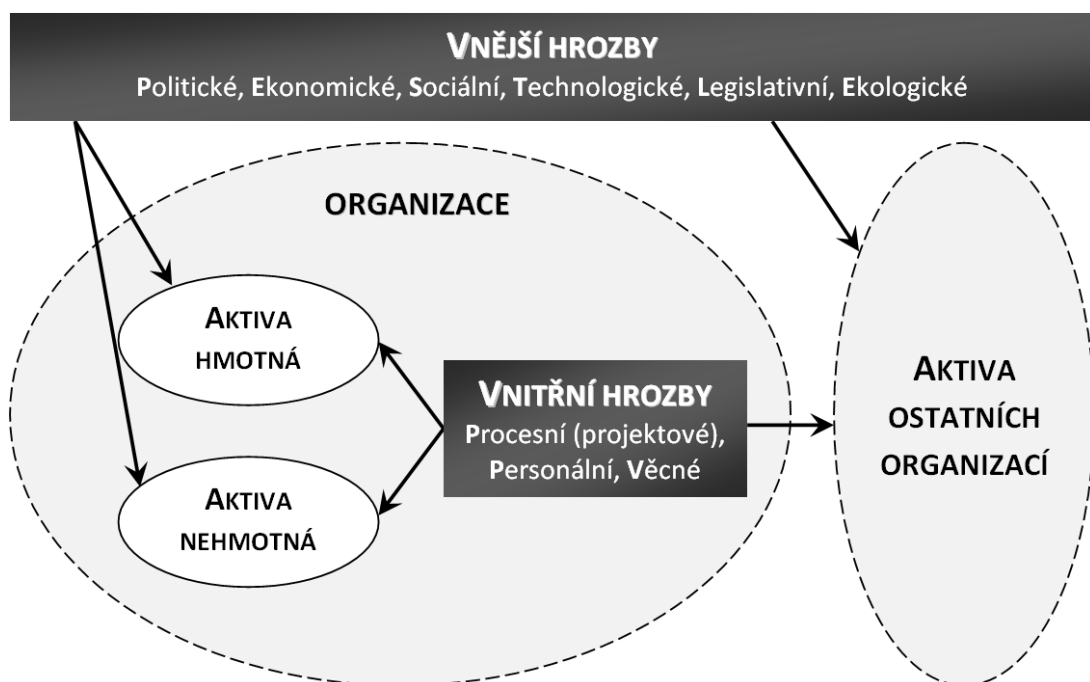 VNĚJŠÍ HROZBY
Politické, Ekonomické, Sociální, Technologické, Legislativní, Ekologické
ORGANIZACE
AKTIVA
HMOTNÁ
VNITŘNÍ HROZBY
Procesní (projektové),
Personální, Věcné
AKTIVA
NEHMOTNÁ
AKTIVA
OSTATNÍCH
ORGANIZACÍ